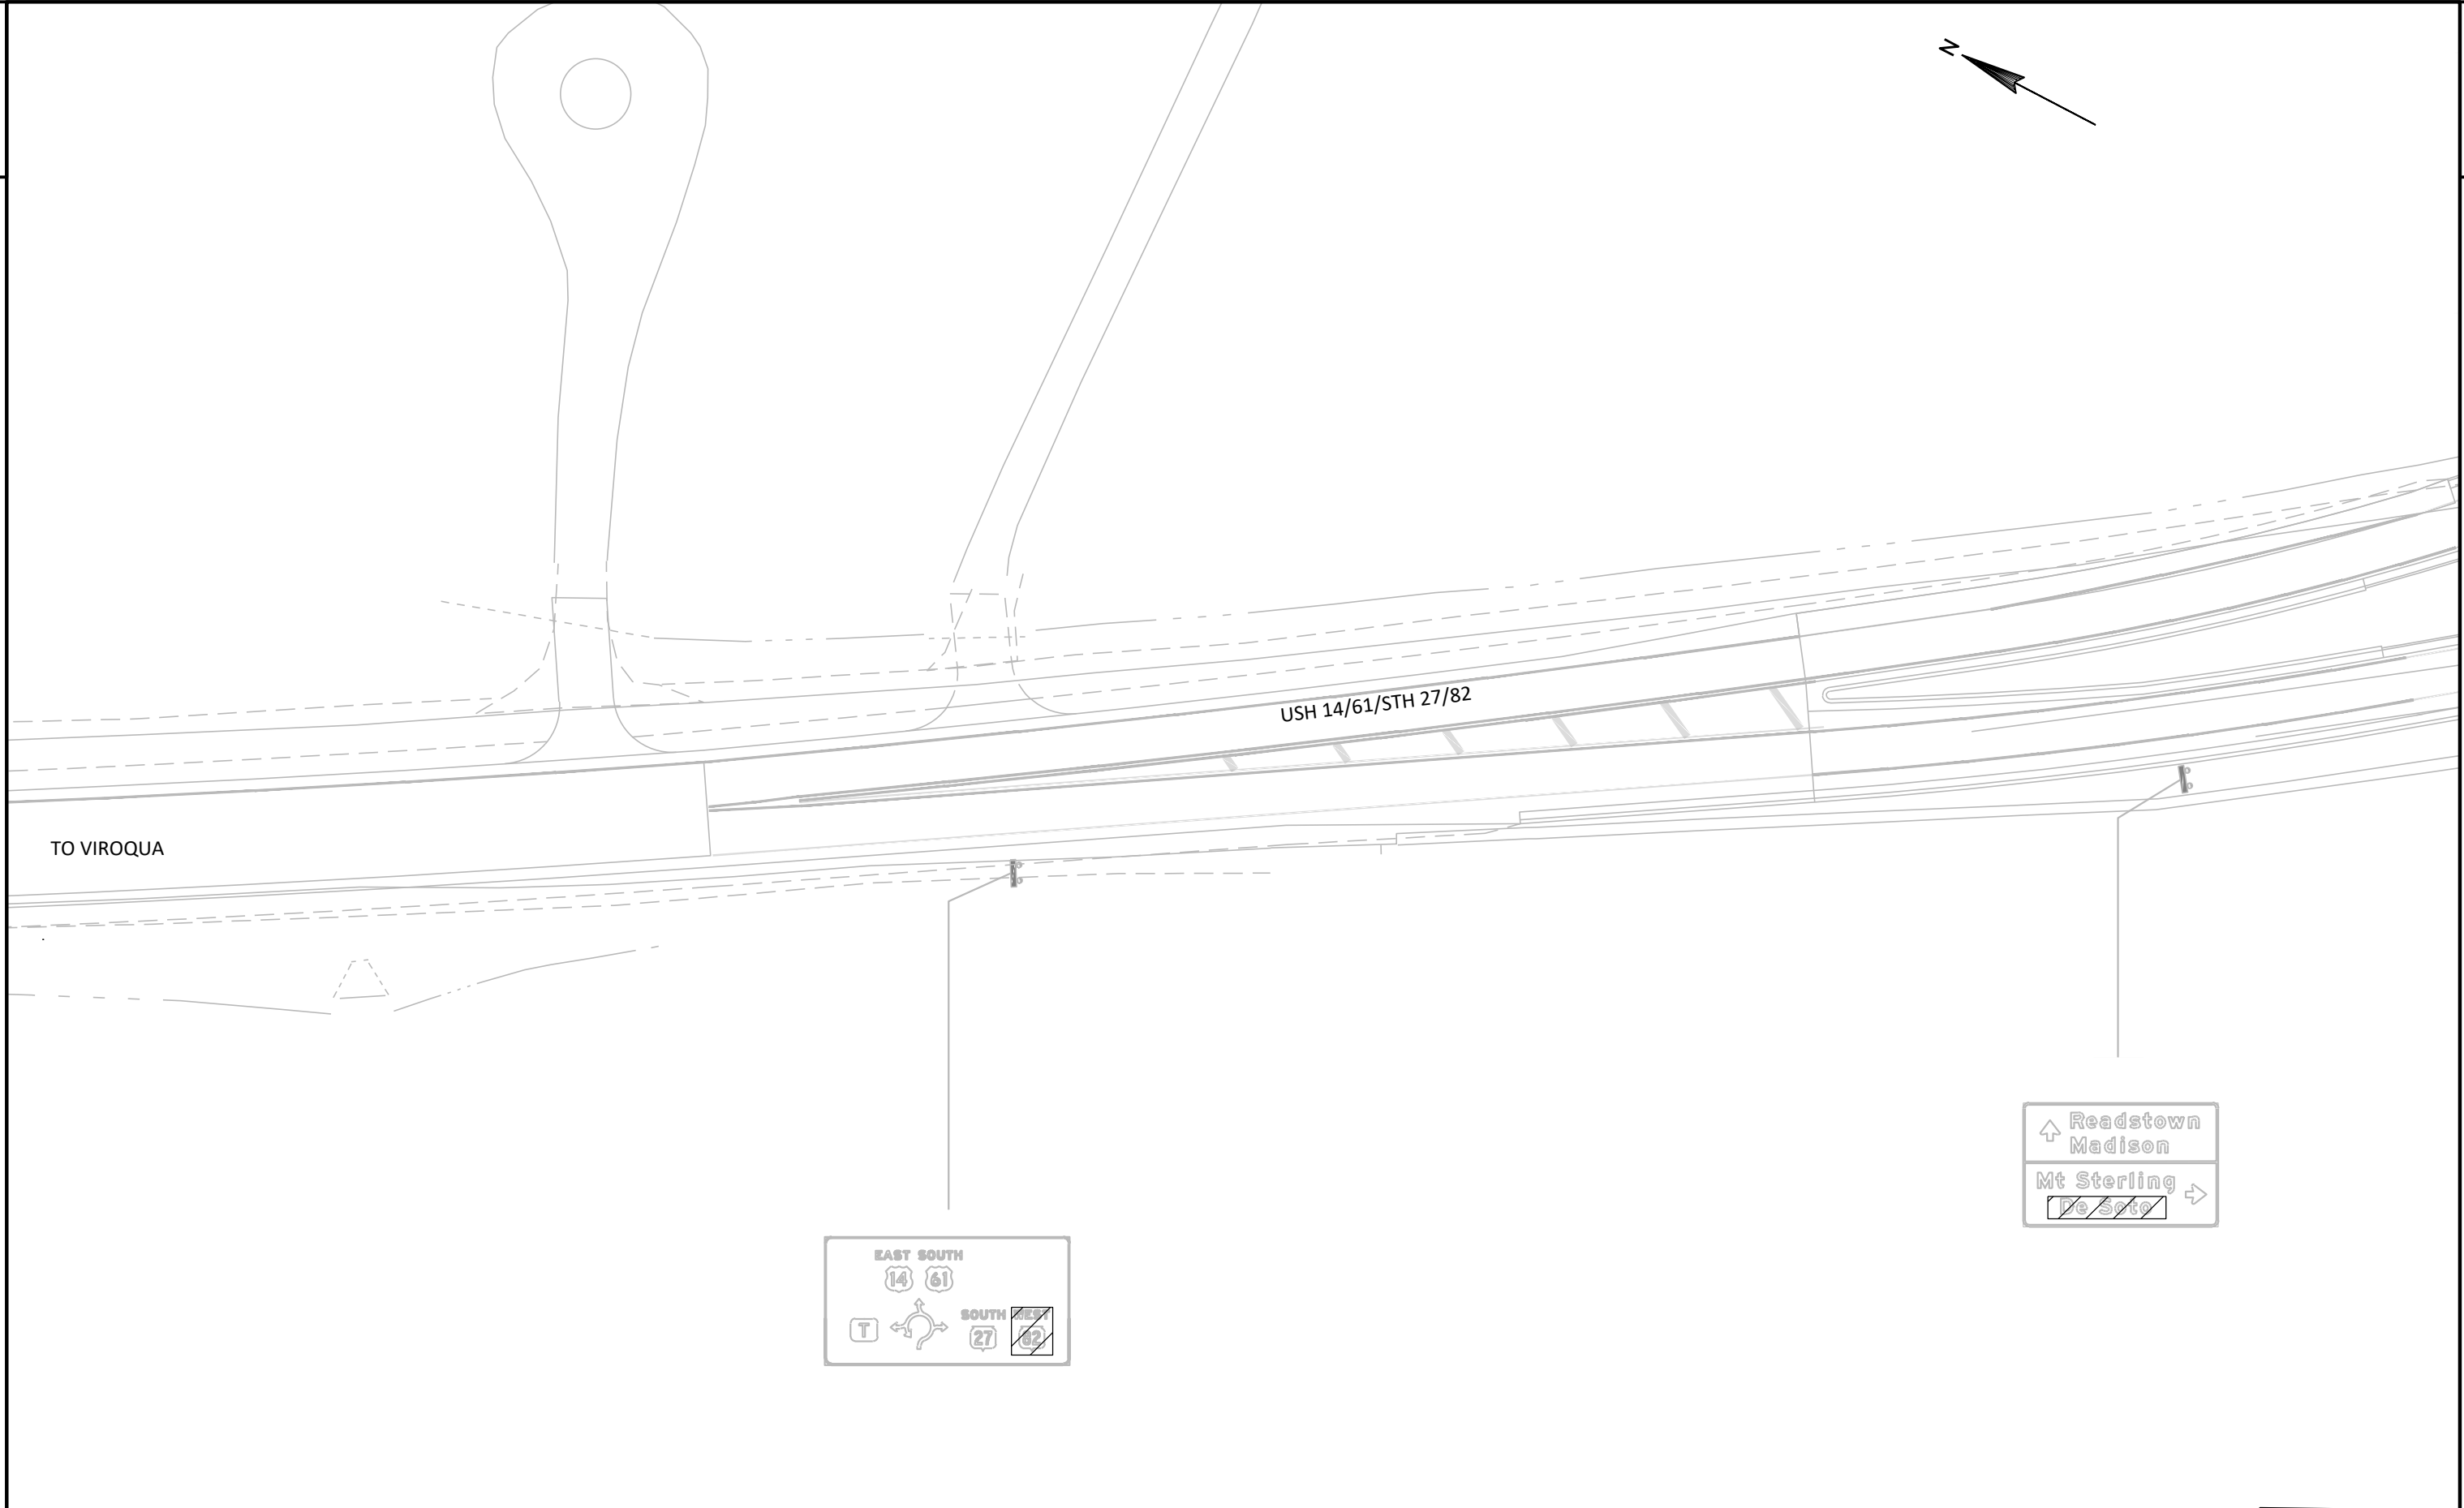 N
USH 14/61/STH 27/82
TO VIROQUA
Readstown
Madison
Mt Sterling
De Soto
EAST SOUTH
14 61
SOUTH WEST
T 27 82